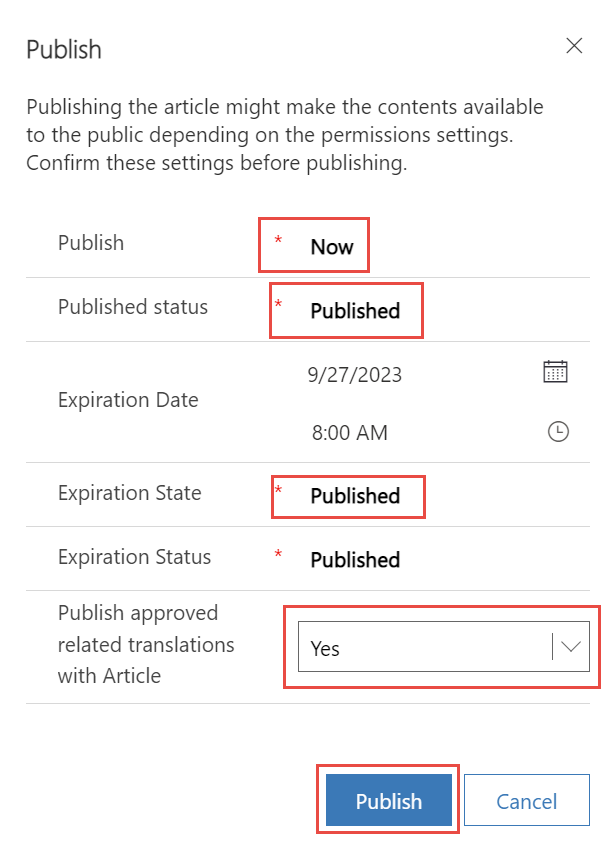 Publish
Publishing the article might make the contents available
to the public depending on the permissions settings.
Confirm these settings before publishing.
Publish * Now
Published status * Published
Expiration Date
9/27/2023
8:00 AM
Expiration State * Published
Expiration Status * Published
Publish approved
related translations
with Article
Yes
Publish Cancel